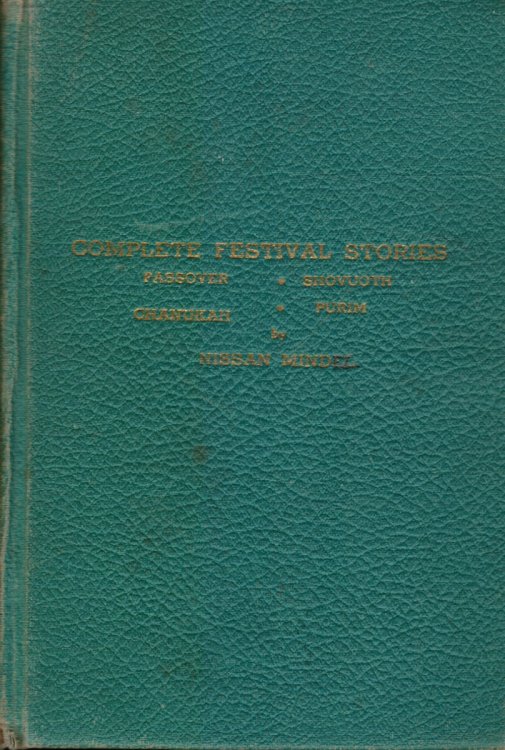 COMPLETE FESTIVAL STORIES
PASSOVER • SHOVUOTH
CHANUKAH • PURIM
by
NISSAN MINDEL